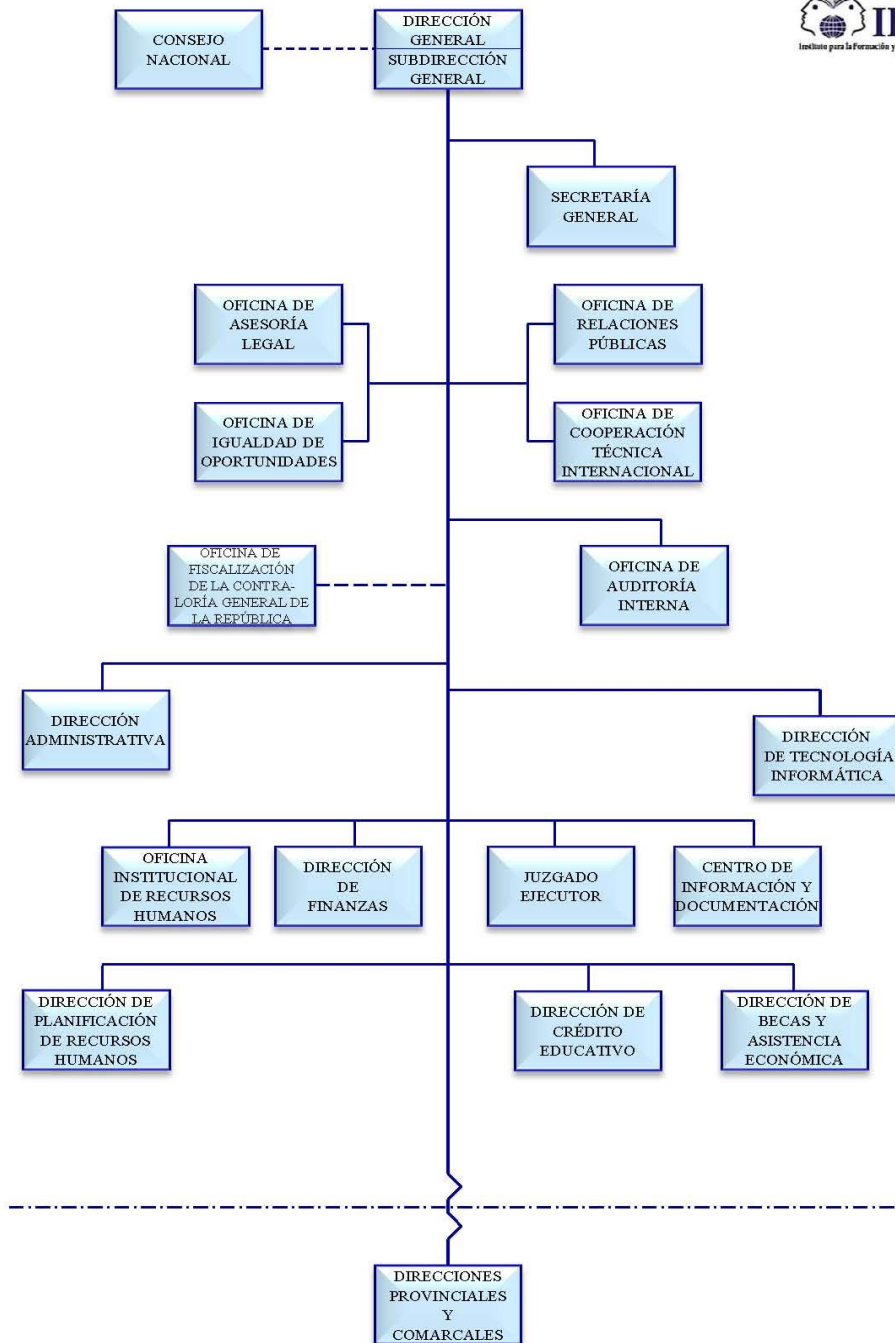 CONSEJO
NACIONAL
DIRECCIÓN
GENERAL
SUBDIRECCIÓN
GENERAL
Instituto para la Formación y
SECRETARÍA
GENERAL
OFICINA DE
ASESORÍA
LEGAL
OFICINA DE
RELACIONES
PÚBLICAS
OFICINA DE
IGUALDAD DE
OPORTUNIDADES
OFICINA DE
COOPERACIÓN
TÉCNICA
INTERNACIONAL
OFICINA DE
FISCALIZACIÓN
DE LA CONTRA-
LORÍA GENERAL DE
LA REPÚBLICA
OFICINA DE
AUDITORÍA
INTERNA
DIRECCIÓN
ADMINISTRATIVA
DIRECCIÓN
DE TECNOLOGÍA
INFORMÁTICA
OFICINA
INSTITUCIONAL
DE RECURSOS
HUMANOS
DIRECCIÓN
DE
FINANZAS
JUZGADO
EJECUTOR
CENTRO DE
INFORMACIÓN Y
DOCUMENTACIÓN
DIRECCIÓN DE
PLANIFICACIÓN
DE RECURSOS
HUMANOS
DIRECCIÓN DE
CRÉDITO
EDUCATIVO
DIRECCIÓN DE
BECAS Y
ASISTENCIA
ECONÓMICA
DIRECCIONES
PROVINCIALES
Y
COMARCALES